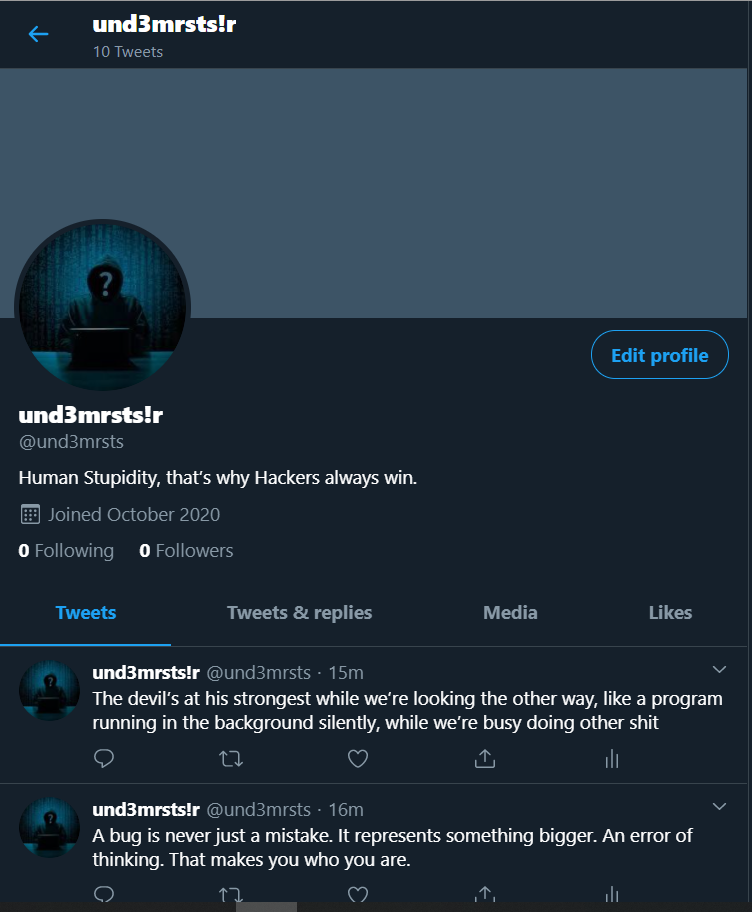 und3mrsts!r
10 Tweets
?
Edit profile
und3mrsts!r
@und3mrsts
Human Stupidity, that’s why Hackers always win.
Joined October 2020
0 Following 0 Followers
Tweets Tweets & replies Media Likes
und3mrsts!r @und3mrsts · 15m
The devil’s at his strongest while we’re looking the other way, like a program
running in the background silently, while we’re busy doing other shit
und3mrsts!r @und3mrsts · 16m
A bug is never just a mistake. It represents something bigger. An error of
thinking. That makes you who you are.